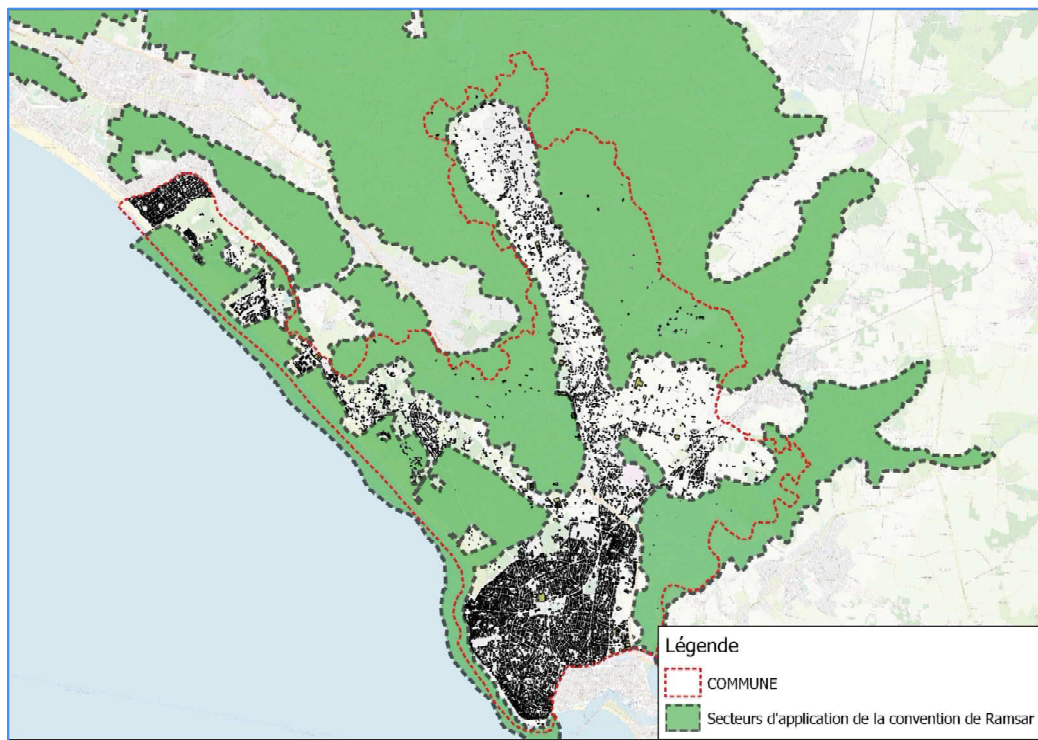 Légende
COMMUNE
Secteurs d'application de la convention de Ramsar